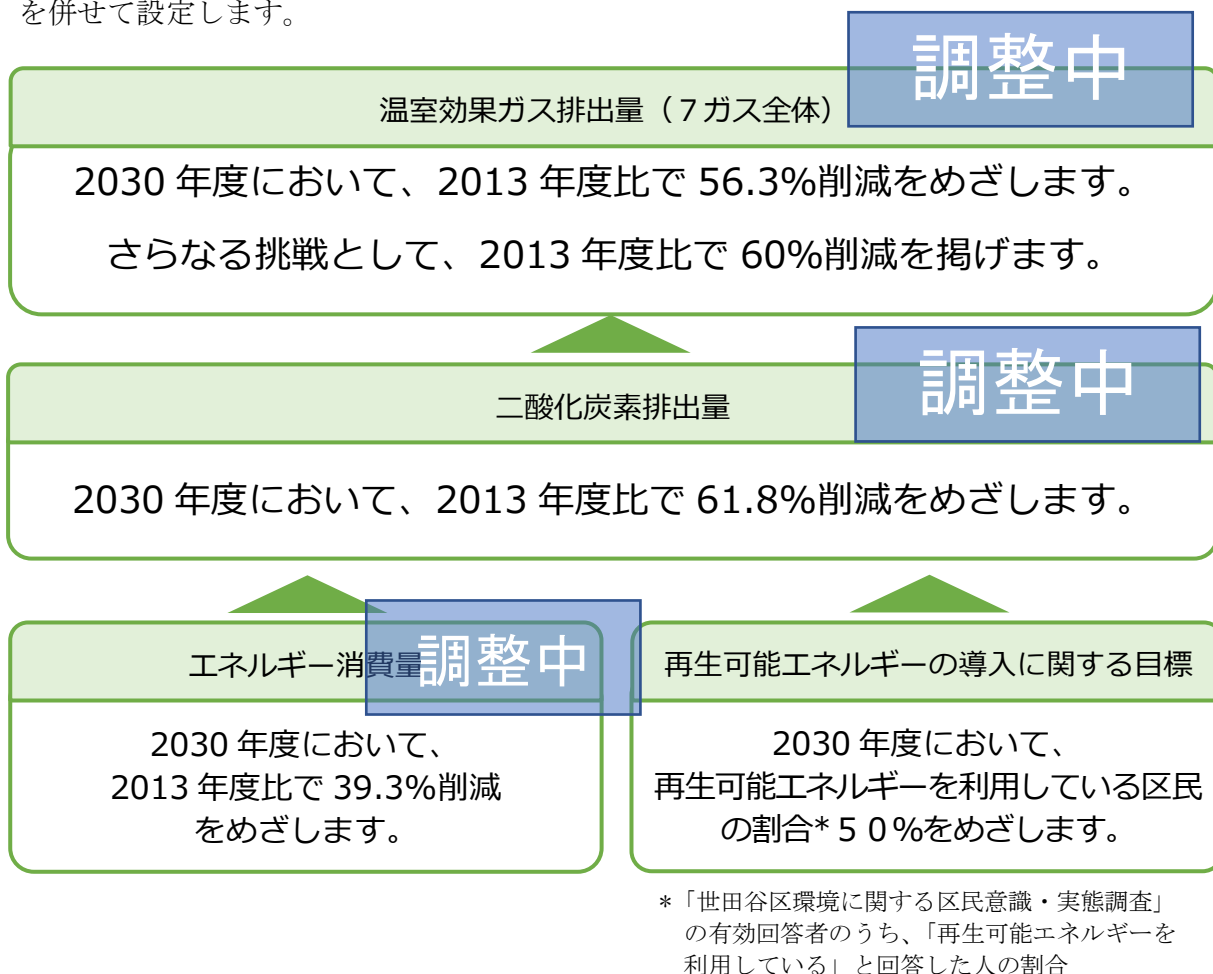 を併せて設定します。
調整中
温室効果ガス排出量（７ガス全体）
2030 年度において、2013 年度比で 56.3%削減をめざします。
さらなる挑戦として、2013 年度比で 60%削減を掲げます。
調整中
二酸化炭素排出量
2030 年度において、2013 年度比で 61.8%削減をめざします。
エネルギー消費量
調整中
2030 年度において、
2013 年度比で 39.3%削減
をめざします。
再生可能エネルギーの導入に関する目標
2030 年度において、
再生可能エネルギーを利用している区民
の割合*５０%をめざします。
*「世田谷区環境に関する区民意識・実態調査」
の有効回答者のうち、「再生可能エネルギーを
利用している」と回答した人の割合